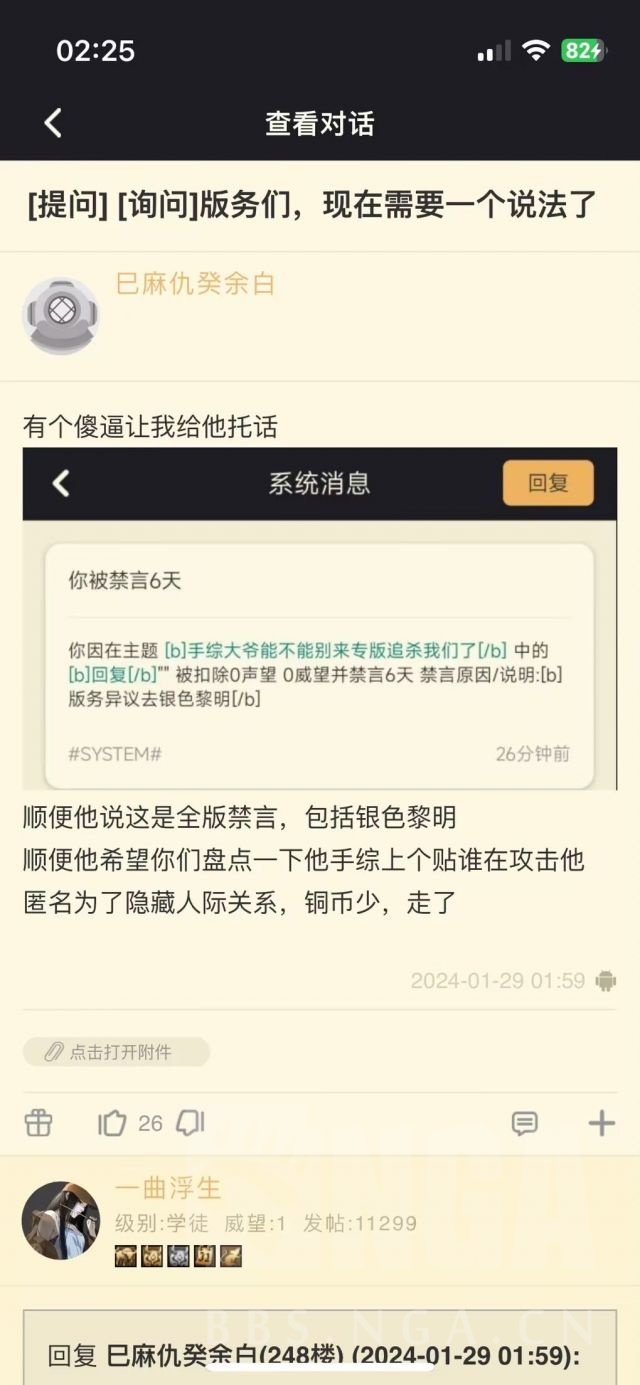 02:25
82
查看对话
[提问] [询问]版务们，现在需要一个说法了
巳麻仇癸余白
有个傻逼让我给他托话
系统消息
回复
你被禁言6天
你因在主题 [b]手综大爷能不能别来专版追杀我们了[/b] 中的
[b]回复[/b]"" 被扣除0声望 0威望并禁言6天 禁言原因/说明:[b]
版务异议去银色黎明[/b]
#SYSTEM#
26分钟前
顺便他说这是全版禁言，包括银色黎明
顺便他希望你们盘点一下他手综上个贴谁在攻击他
匿名为了隐藏人际关系，铜币少，走了
2024-01-29 01:59
点击打开附件
26
一曲浮生
级别:学徒 威望:1 发帖:11299
BBS.NGA.CN
回复 巳麻仇癸余白(248楼) (2024-01-29 01:59):